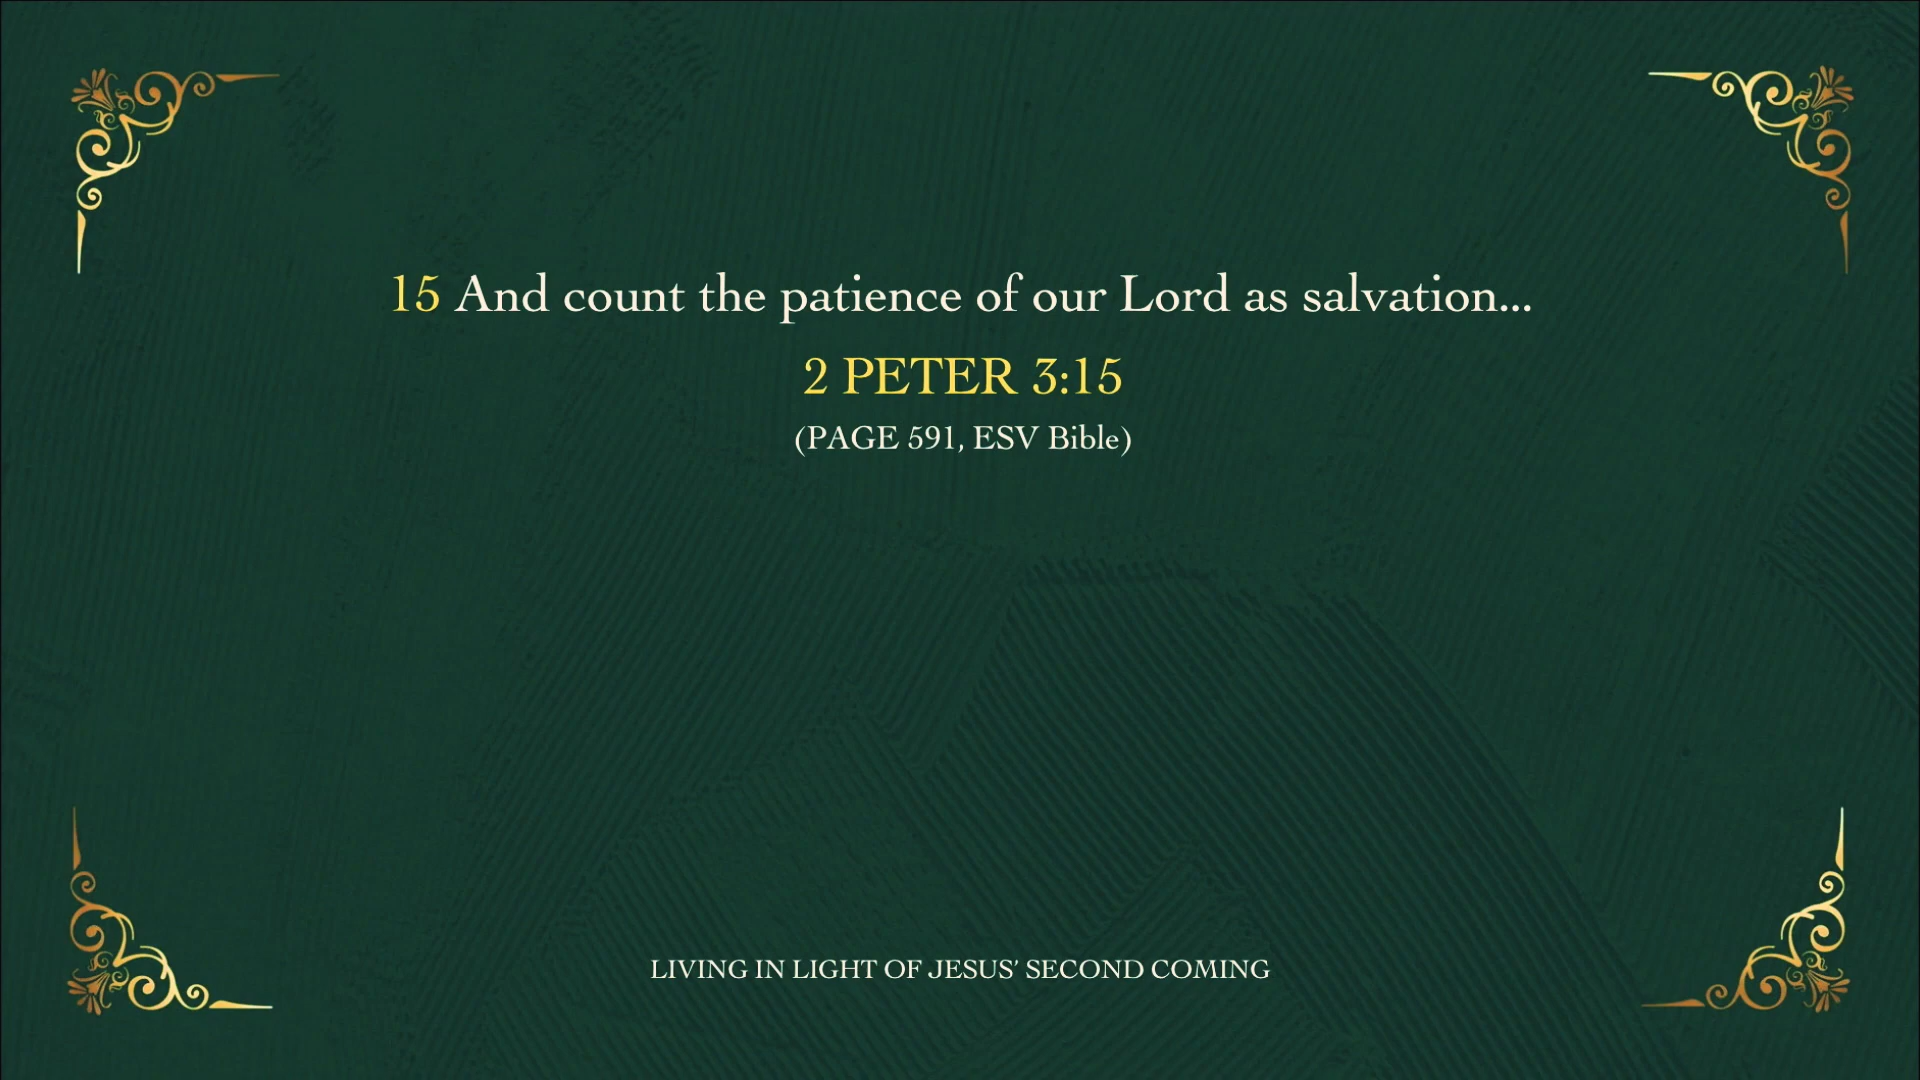 15 And count the patience of our Lord as salvation...
2 PETER 3:15
(PAGE 591, ESV Bible)
LIVING IN LIGHT OF JESUS’ SECOND COMING